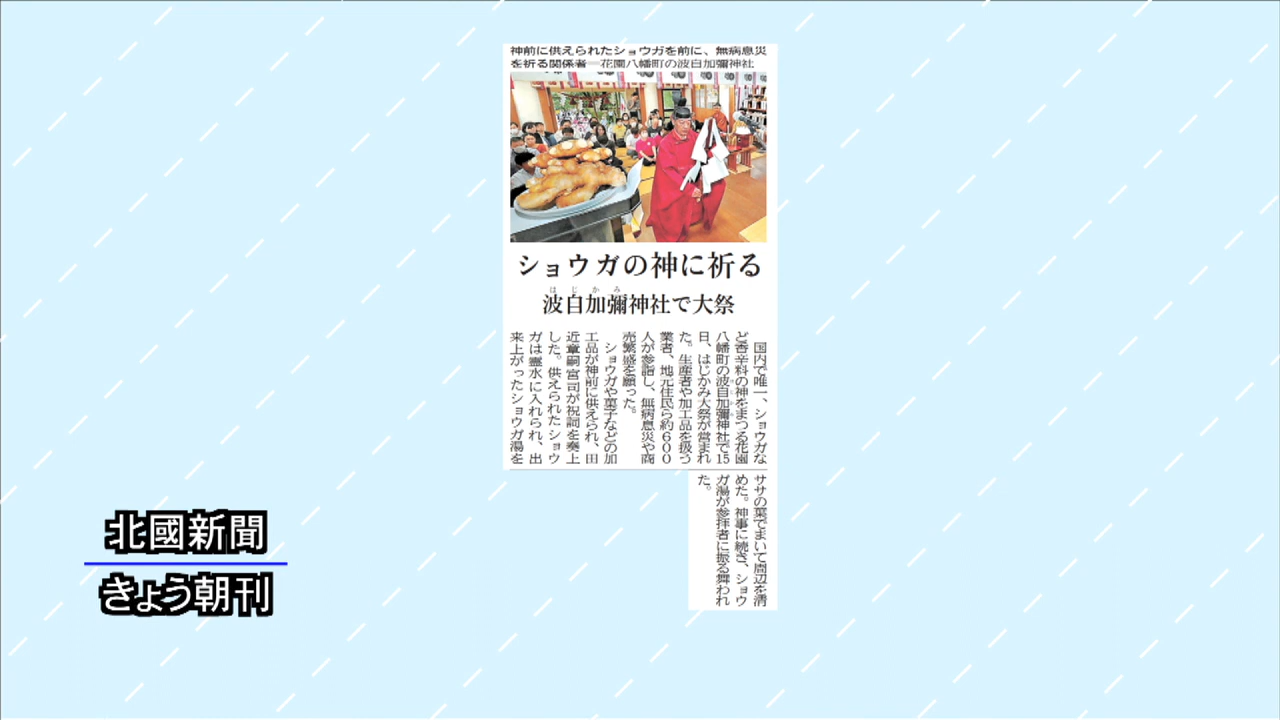 神前に供えられたショウガを前に、無病息災
を祈る関係者―花園八幡町の波自加彌神社
ショウガの神に祈る
はじかみ
波自加彌神社で大祭
国内で唯一、ショウガな
ど香辛料の神をまつる花園
八幡町の波自加彌神社で15
日、はじかみ大祭が営まれ
た。生産者や加工品を扱う
業者、地元住民ら約600
人が参詣し、無病息災や商
売繁盛を願った。
ショウガや菓子などの加
工品が神前に供えられ、田
近章嗣宮司が祝詞を奏上
した。供えられたショウ
ガは霊水に入れられ、出
来上がったショウガ湯を
ササの葉でまいて周辺を清
めた。神事に続き、ショウ
ガ湯が参拝者に振る舞われ
た。
北國新聞
きょう朝刊